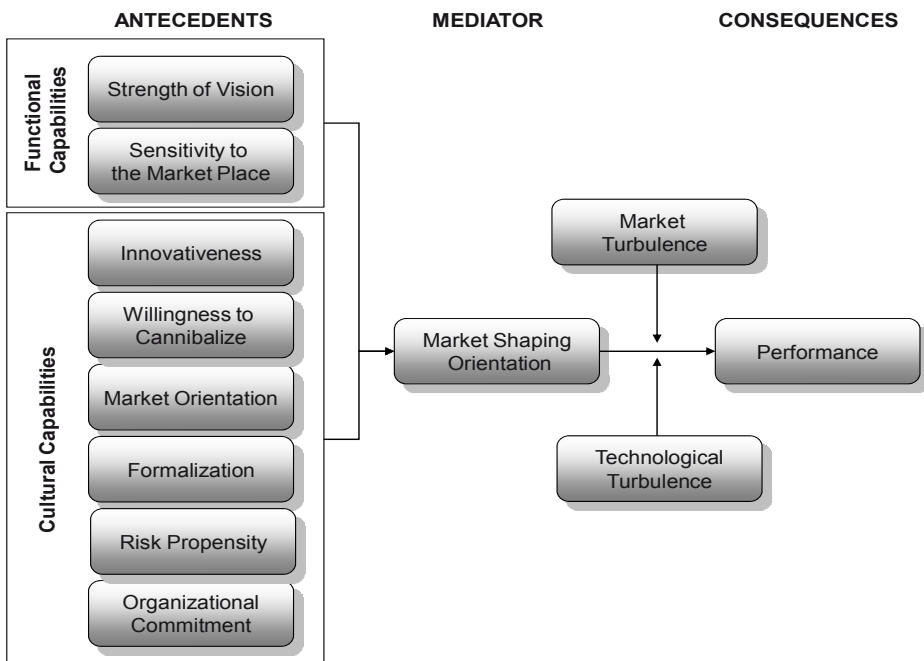 ANTECEDENTS
MEDIATOR
CONSEQUENCES
Functional
Capabilities
Strength of Vision
Sensitivity to
the Market Place
Cultural Capabilities
Innovativeness
Willingness to
Cannibalize
Market Orientation
Formalization
Risk Propensity
Organizational
Commitment
Market Shaping
Orientation
Market
Turbulence
Technological
Turbulence
Performance